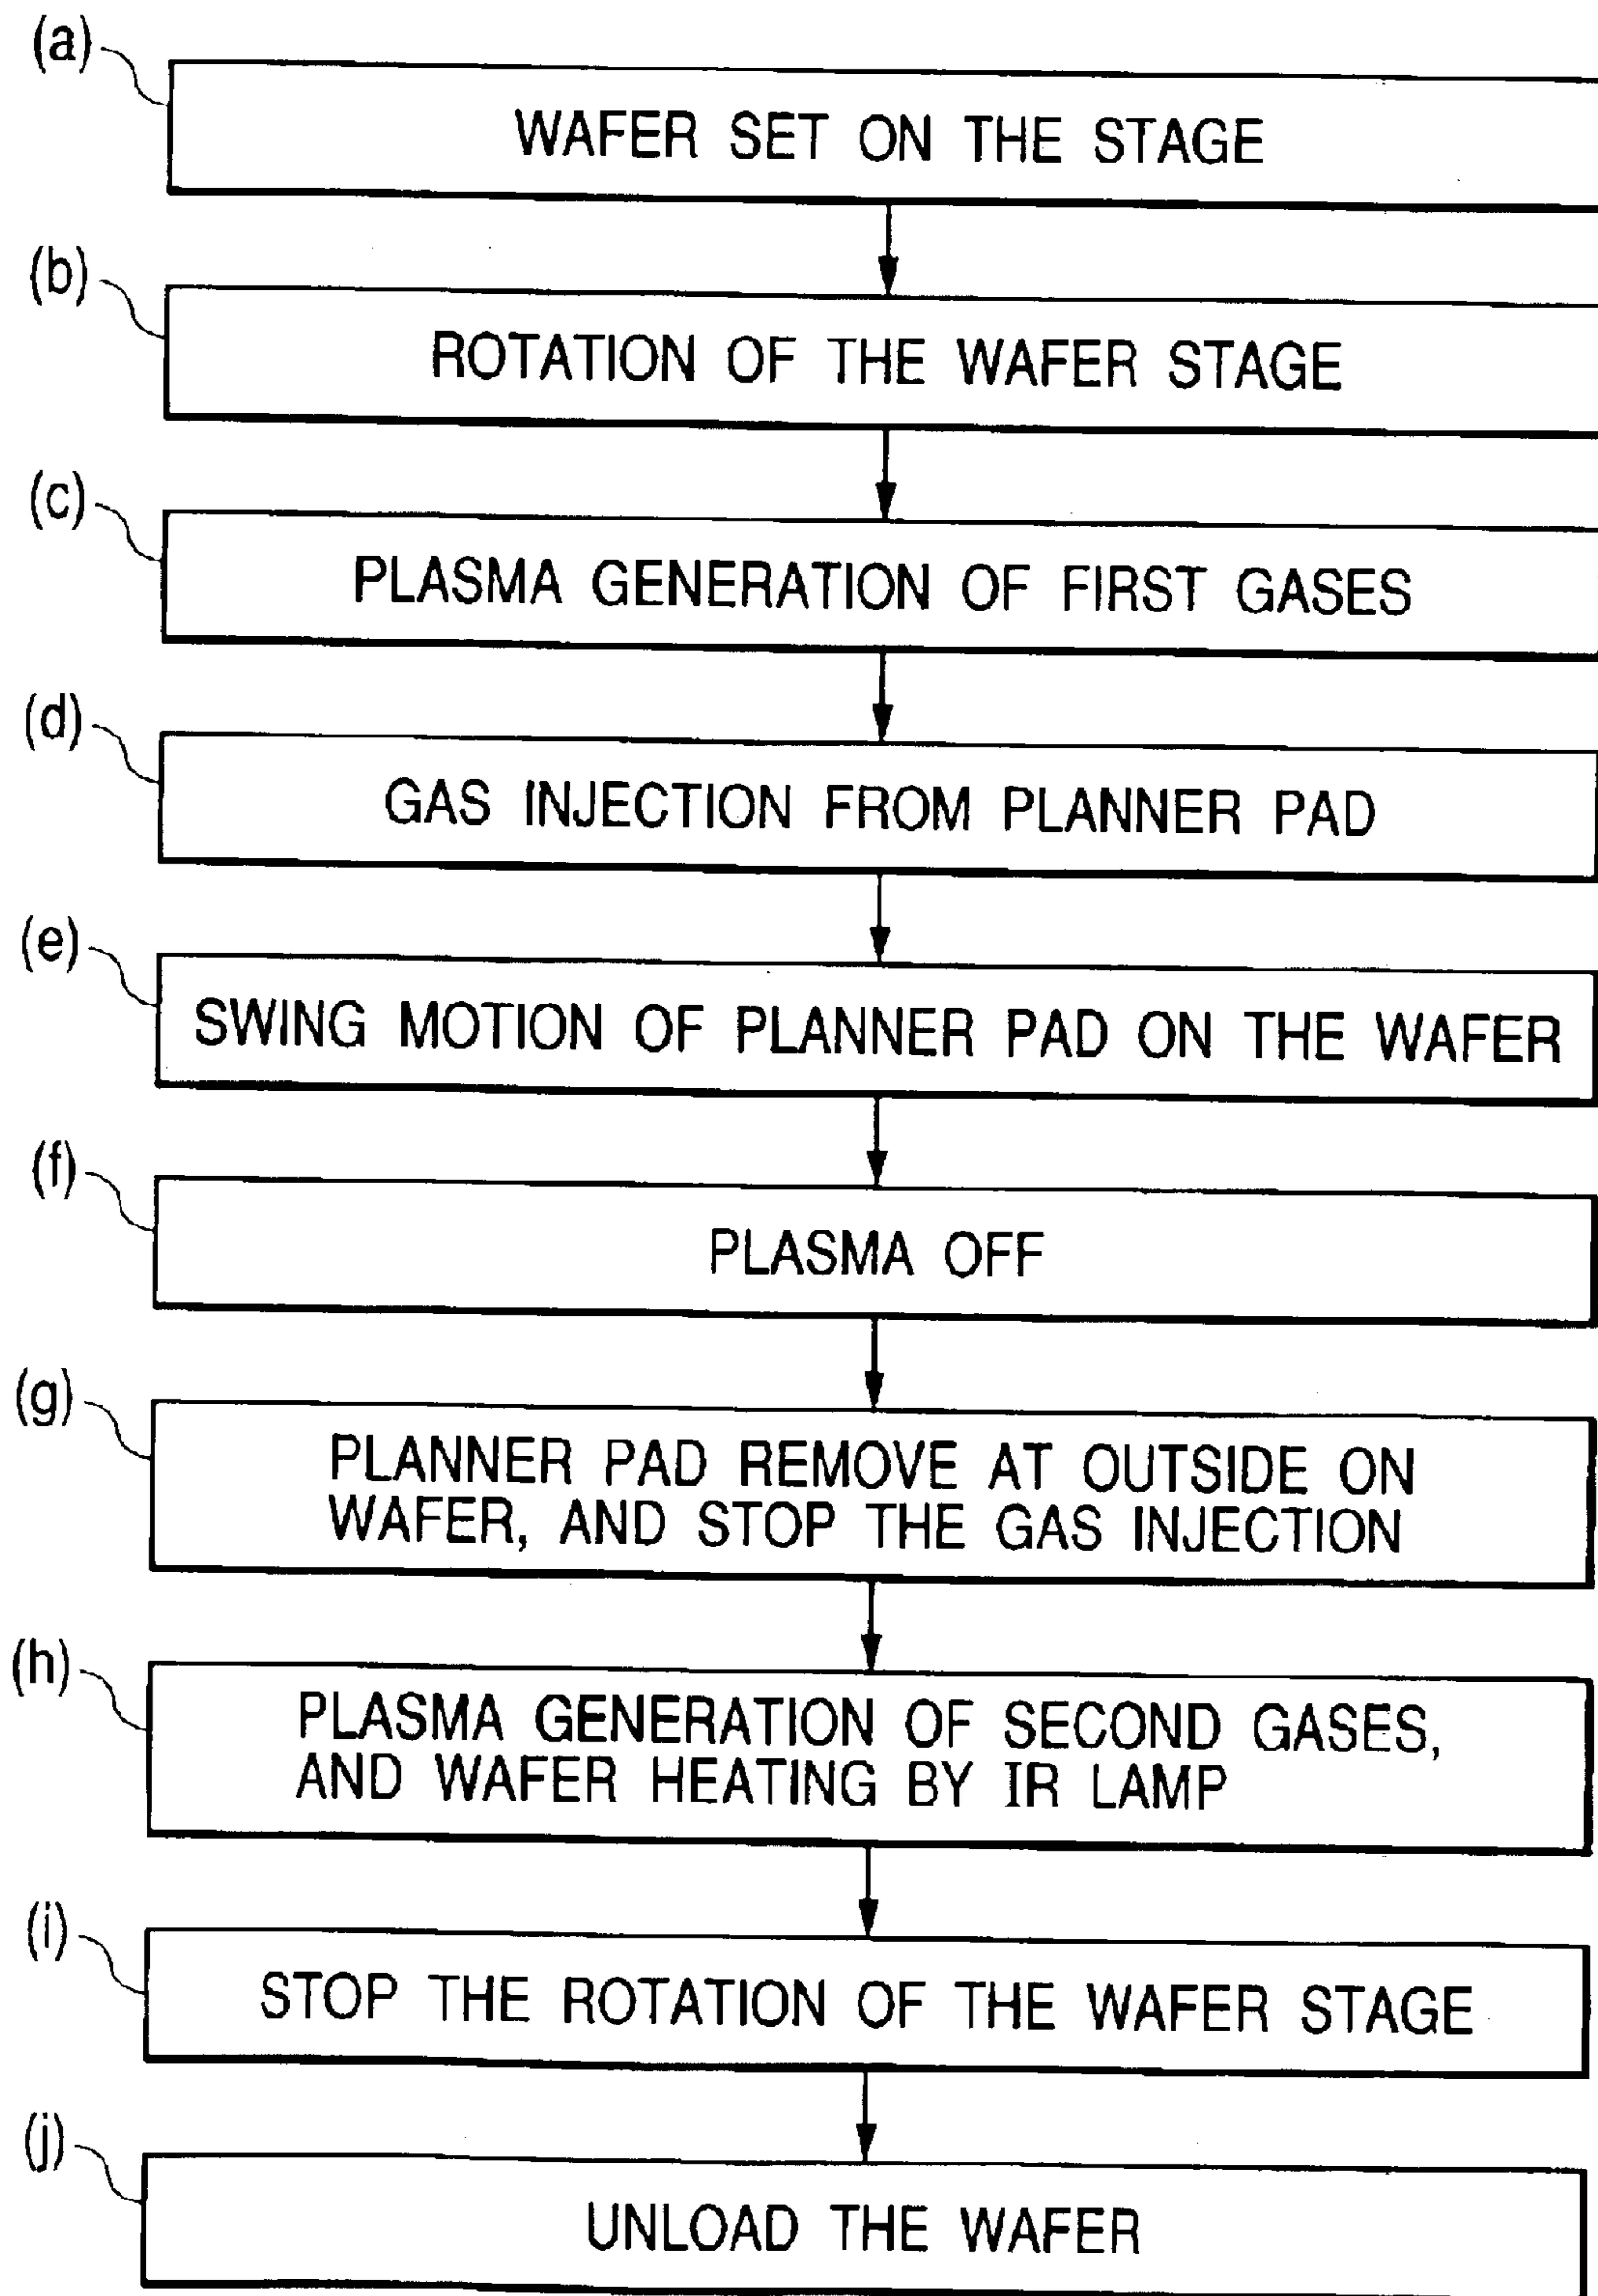 (a)
WAFER SET ON THE STAGE
(b)
ROTATION OF THE WAFER STAGE
(c)
PLASMA GENERATION OF FIRST GASES
(d)
GAS INJECTION FROM PLANNER PAD
(e)
SWING MOTION OF PLANNER PAD ON THE WAFER
(f)
PLASMA OFF
(g)
PLANNER PAD REMOVE AT OUTSIDE ON
WAFER, AND STOP THE GAS INJECTION
(h)
PLASMA GENERATION OF SECOND GASES,
AND WAFER HEATING BY IR LAMP
(i)
STOP THE ROTATION OF THE WAFER STAGE
(j)
UNLOAD THE WAFER